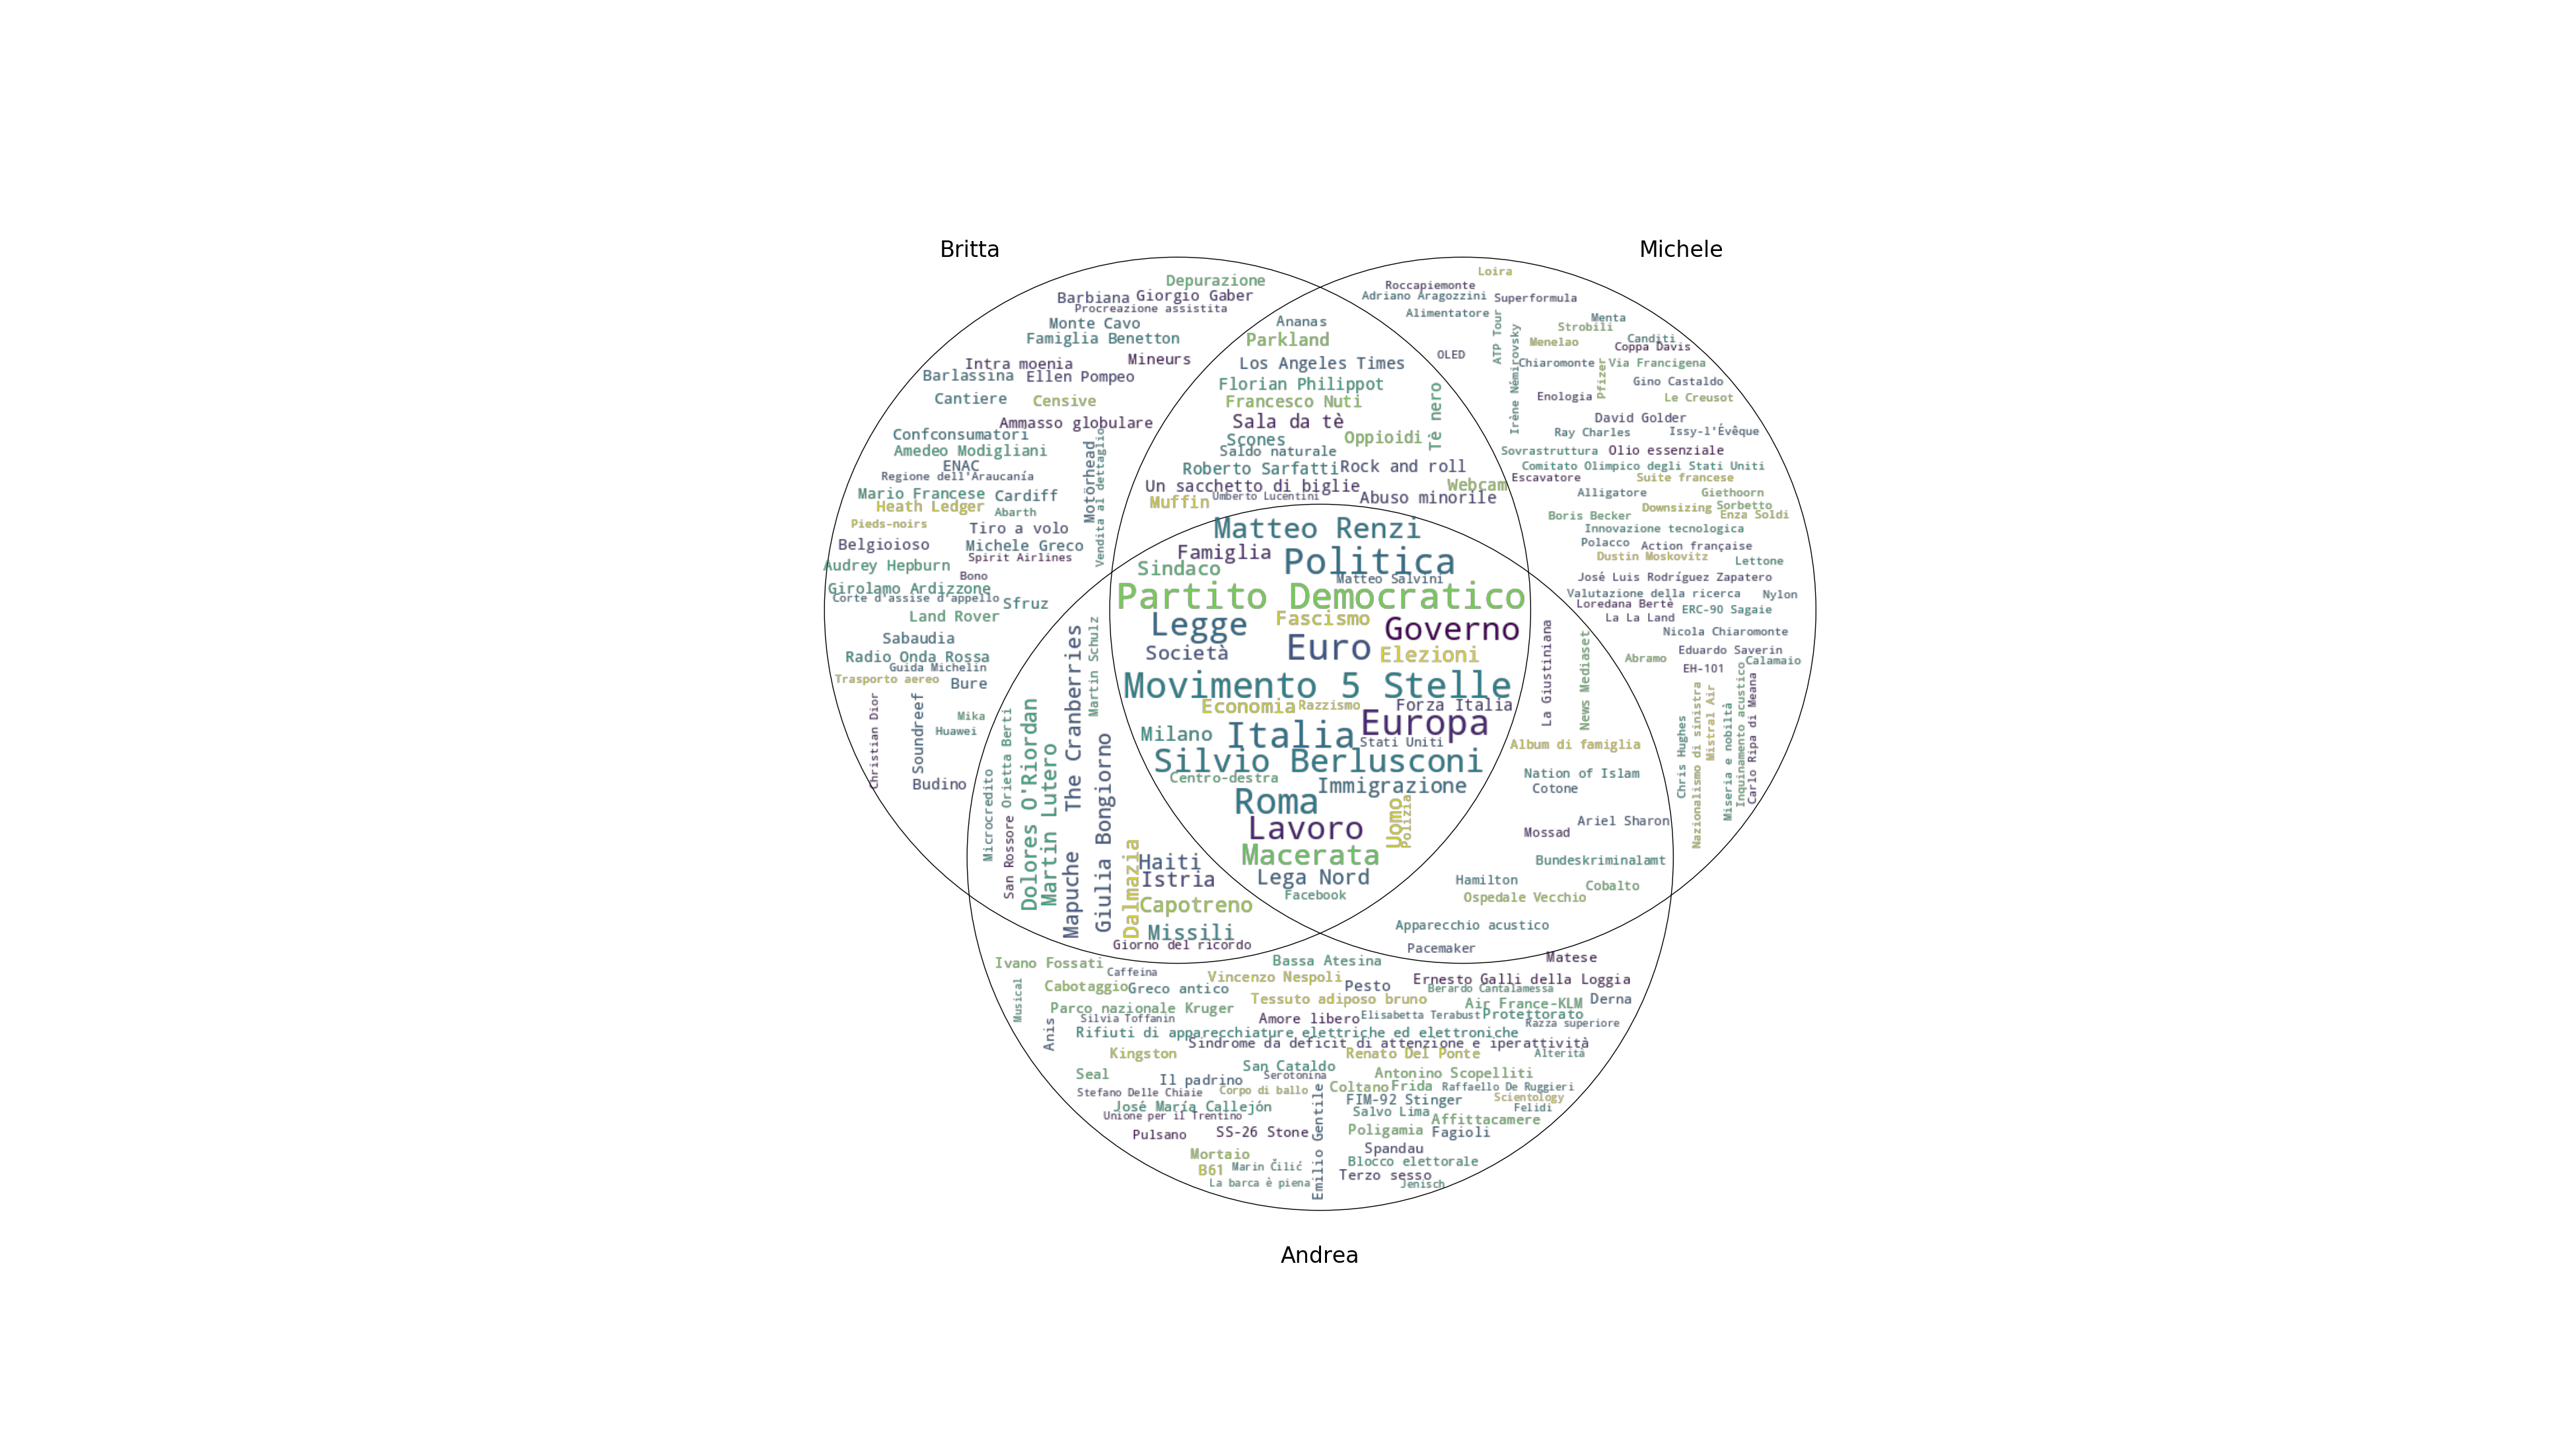 Britta
Michele
Depurazione
Barbiana
Giorgio Gaber
Procreazione assistita
Monte Cavo
Famiglia Benetton
Intra moenia
Mineurs
Barlassina
Ellen Pompeo
Cantiere
Censive
Ammasso globulare
Confconsumatori
Amedeo Modigliani
ENAC
Regione dell'Araucanía
Mario Francese
Cardiff
Heath Ledger
Abarth
Pieds-noirs
Tiro a volo
Belgioioso
Michele Greco
Spirit Airlines
Audrey Hepburn
Bono
Girolamo Ardizzone
Corte d'assise d'appello
Sfruz
Land Rover
Sabaudia
Radio Onda Rossa
Guida Michelin
Trasporto aereo
Bure
Mika
Huawei
Christian Dior
Soundreef
Budino
Motörhead
Vendita al dettaglio
Ananas
Parkland
Los Angeles Times
Florian Philippot
Francesco Nuti
Tè nero
Sala da tè
Scones
Oppioidi
Saldo naturale
Roberto Sarfatti
Rock and roll
Un sacchetto di biglie
Webcam
Muffin
Umberto Lucentini
Abuso minorile
Loira
Roccapiemonte
Adriano Aragozzini
Superformula
Alimentatore
ATP Tour
Menta
Strobili
Irène Némirovsky
Menelao
Canditi
Coppa Davis
OLED
Chiaromonte
Pfizer
Via Francigena
Gino Castaldo
Enologia
Le Creusot
David Golder
Ray Charles
Issy-l'Évêque
Sovrastruttura
Olio essenziale
Comitato Olimpico degli Stati Uniti
Escavatore
Suite francese
Alligatore
Giethoorn
Downsizing
Sorbetto
Boris Becker
Enza Soldi
Innovazione tecnologica
Polacco
Action française
Dustin Moskovitz
Lettone
José Luis Rodríguez Zapatero
Valutazione della ricerca
Nylon
Loredana Bertè
ERC-90 Sagaie
La La Land
Nicola Chiaromonte
Eduardo Saverin
Abramo
Calamaio
EH-101
Chris Hughes
Nazionalismo di sinistra
Mistral Air
Miseria e nobiltà
Inquinamento acustico
Carlo Ripa di Meana
Matteo Renzi
Famiglia
Politica
Sindaco
Matteo Salvini
Partito Democratico
Fascismo
Legge
Governo
Società
Euro
Elezioni
Movimento 5 Stelle
Economia
Razzismo
Forza Italia
Europa
Milano
Italia
Stati Uniti
Silvio Berlusconi
Centro-destra
Immigrazione
Roma
Uomo
Polizia
Lavoro
Macerata
Lega Nord
Facebook
Microcredito
San Rossore
Orietta Berti
Dolores O'Riordan
Martin Lutero
The Cranberries
Mapuche
Martin Schulz
Giulia Bongiorno
Dalmazia
Haiti
Istria
Capotreno
Missili
Giorno del ricordo
La Giustiniana
News Mediaset
Album di famiglia
Nation of Islam
Cotone
Ariel Sharon
Mossad
Bundeskriminalamt
Hamilton
Cobalto
Ospedale Vecchio
Apparecchio acustico
Pacemaker
Ivano Fossati
Bassa Atesina
Matese
Caffeina
Vincenzo Nespoli
Ernesto Galli della Loggia
Musical
Cabotaggio
Greco antico
Pesto
Berardo Cantalamessa
Tessuto adiposo bruno
Air France-KLM
Derna
Parco nazionale Kruger
Silvia Toffanin
Amore libero
Elisabetta Terabust
Protettorato
Razza superiore
Anis
Rifiuti di apparecchiature elettriche ed elettroniche
Sindrome da deficit di attenzione e iperattività
Kingston
Renato Del Ponte
Alterità
San Cataldo
Seal
Il padrino
Serotonina
Antonino Scopelliti
Stefano Delle Chiaie
Corpo di ballo
Coltano
Frida
Raffaello De Ruggieri
José María Callejón
FIM-92 Stinger
Scientology
Unione per il Trentino
Salvo Lima
Felidi
Affittacamere
Pulsano
SS-26 Stone
Emilio Gentile
Poligamia
Fagioli
Mortaio
Spandau
B61
Marin Čilić
Blocco elettorale
La barca è piena
Terzo sesso
Jenisch
Andrea